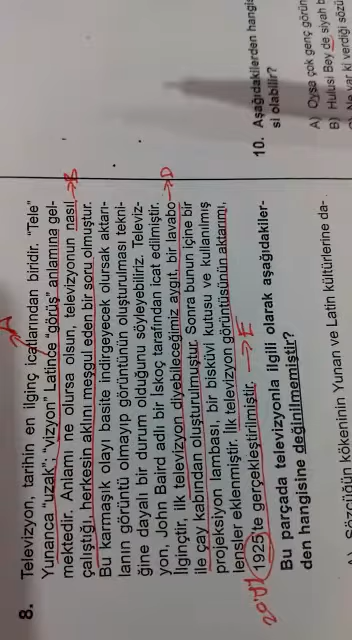 8. Televizyon, tarihin en ilginç icatlarından biridir. "Tele"
Yunanca "uzak"; "vizyon" Latince "görüş" anlamına gel-
mektedir. Anlamı ne olursa olsun, televizyonun nasıl
çalıştığı, herkesin aklını meşgul eden bir soru olmuştur.
Bu karmaşık olayı basite indirgeyecek olursak aktarı-
lanın görüntü olmayıp görüntünün oluşturulması tekni-
ğine dayalı bir durum olduğunu söyleyebiliriz. Televiz-
yon, John Baird adlı bir İskoç tarafından icat edilmiştir.
İlginçtir, ilk televizyon diyebileceğimiz aygıt, bir lavabo
ile çay kabından oluşturulmuştur. Sonra bunun içine bir
projeksiyon lambası, bir bisküvi kutusu ve kullanılmış
lensler eklenmiştir. İlk televizyon görüntüsünün aktarımı,
1925'te gerçekleştirilmiştir.
Bu parçada televizyonla ilgili olarak aşağıdakiler-
den hangisine değinilmemiştir?
A
B
D
E
A) Sözcüğün kökeninin Yunan ve Latin kültürlerine da-
10. Aşağıdakilerden hangi
si olabilir?
A) Oysa çok genç görün
B) Hulusi Bey de siyah
ki verdiği sözü